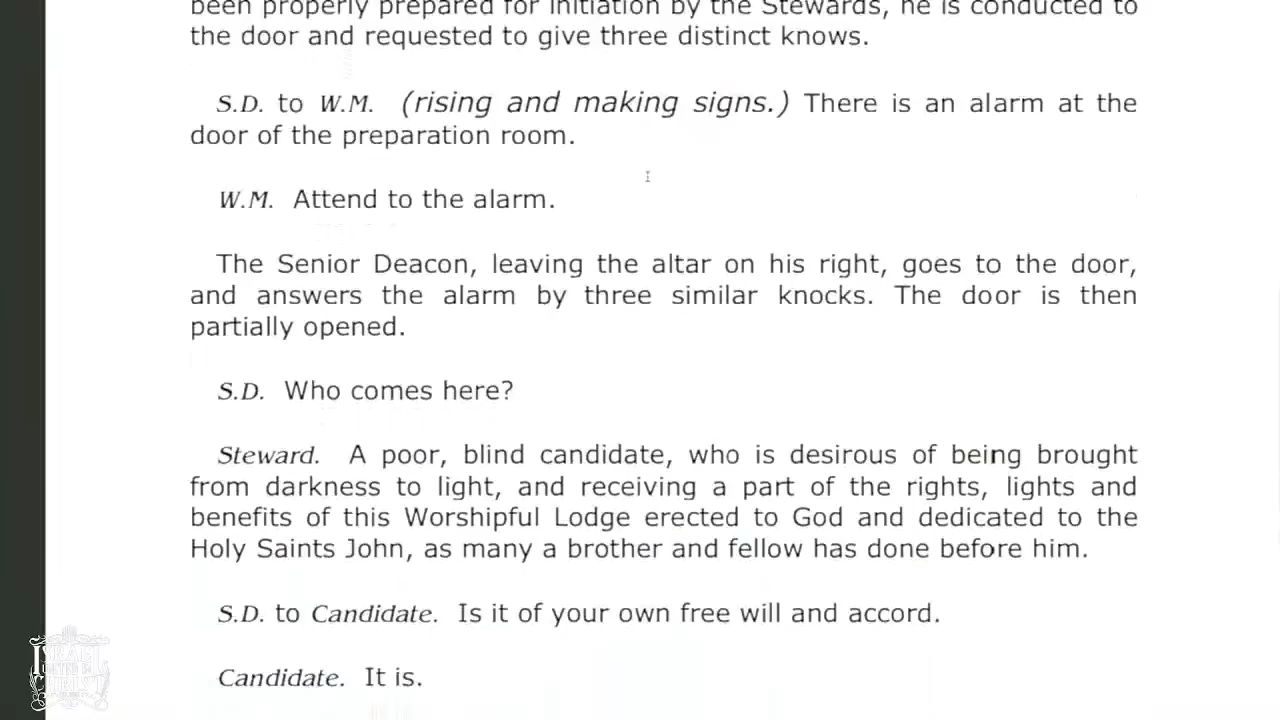 been properly prepared for initiation by the Stewards, he is conducted to
the door and requested to give three distinct knows.
S.D. to W.M. (rising and making signs.) There is an alarm at the
door of the preparation room.
W.M. Attend to the alarm.
The Senior Deacon, leaving the altar on his right, goes to the door,
and answers the alarm by three similar knocks. The door is then
partially opened.
S.D. Who comes here?
Steward. A poor, blind candidate, who is desirous of being brought
from darkness to light, and receiving a part of the rights, lights and
benefits of this Worshipful Lodge erected to God and dedicated to the
Holy Saints John, as many a brother and fellow has done before him.
S.D. to Candidate. Is it of your own free will and accord.
Candidate. It is.
ISRAEL
UNITED IN
CHRIST